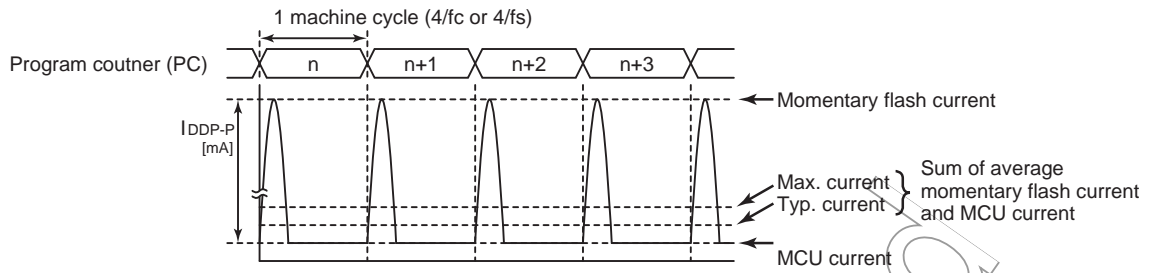 1 machine cycle (4/fc or 4/fs)
Program coutner (PC)
n
n+1
n+2
n+3
Momentary flash current
I DDP-P
[mA]
Max. current
Typ. current
Sum of average
momentary flash current
and MCU current
MCU current